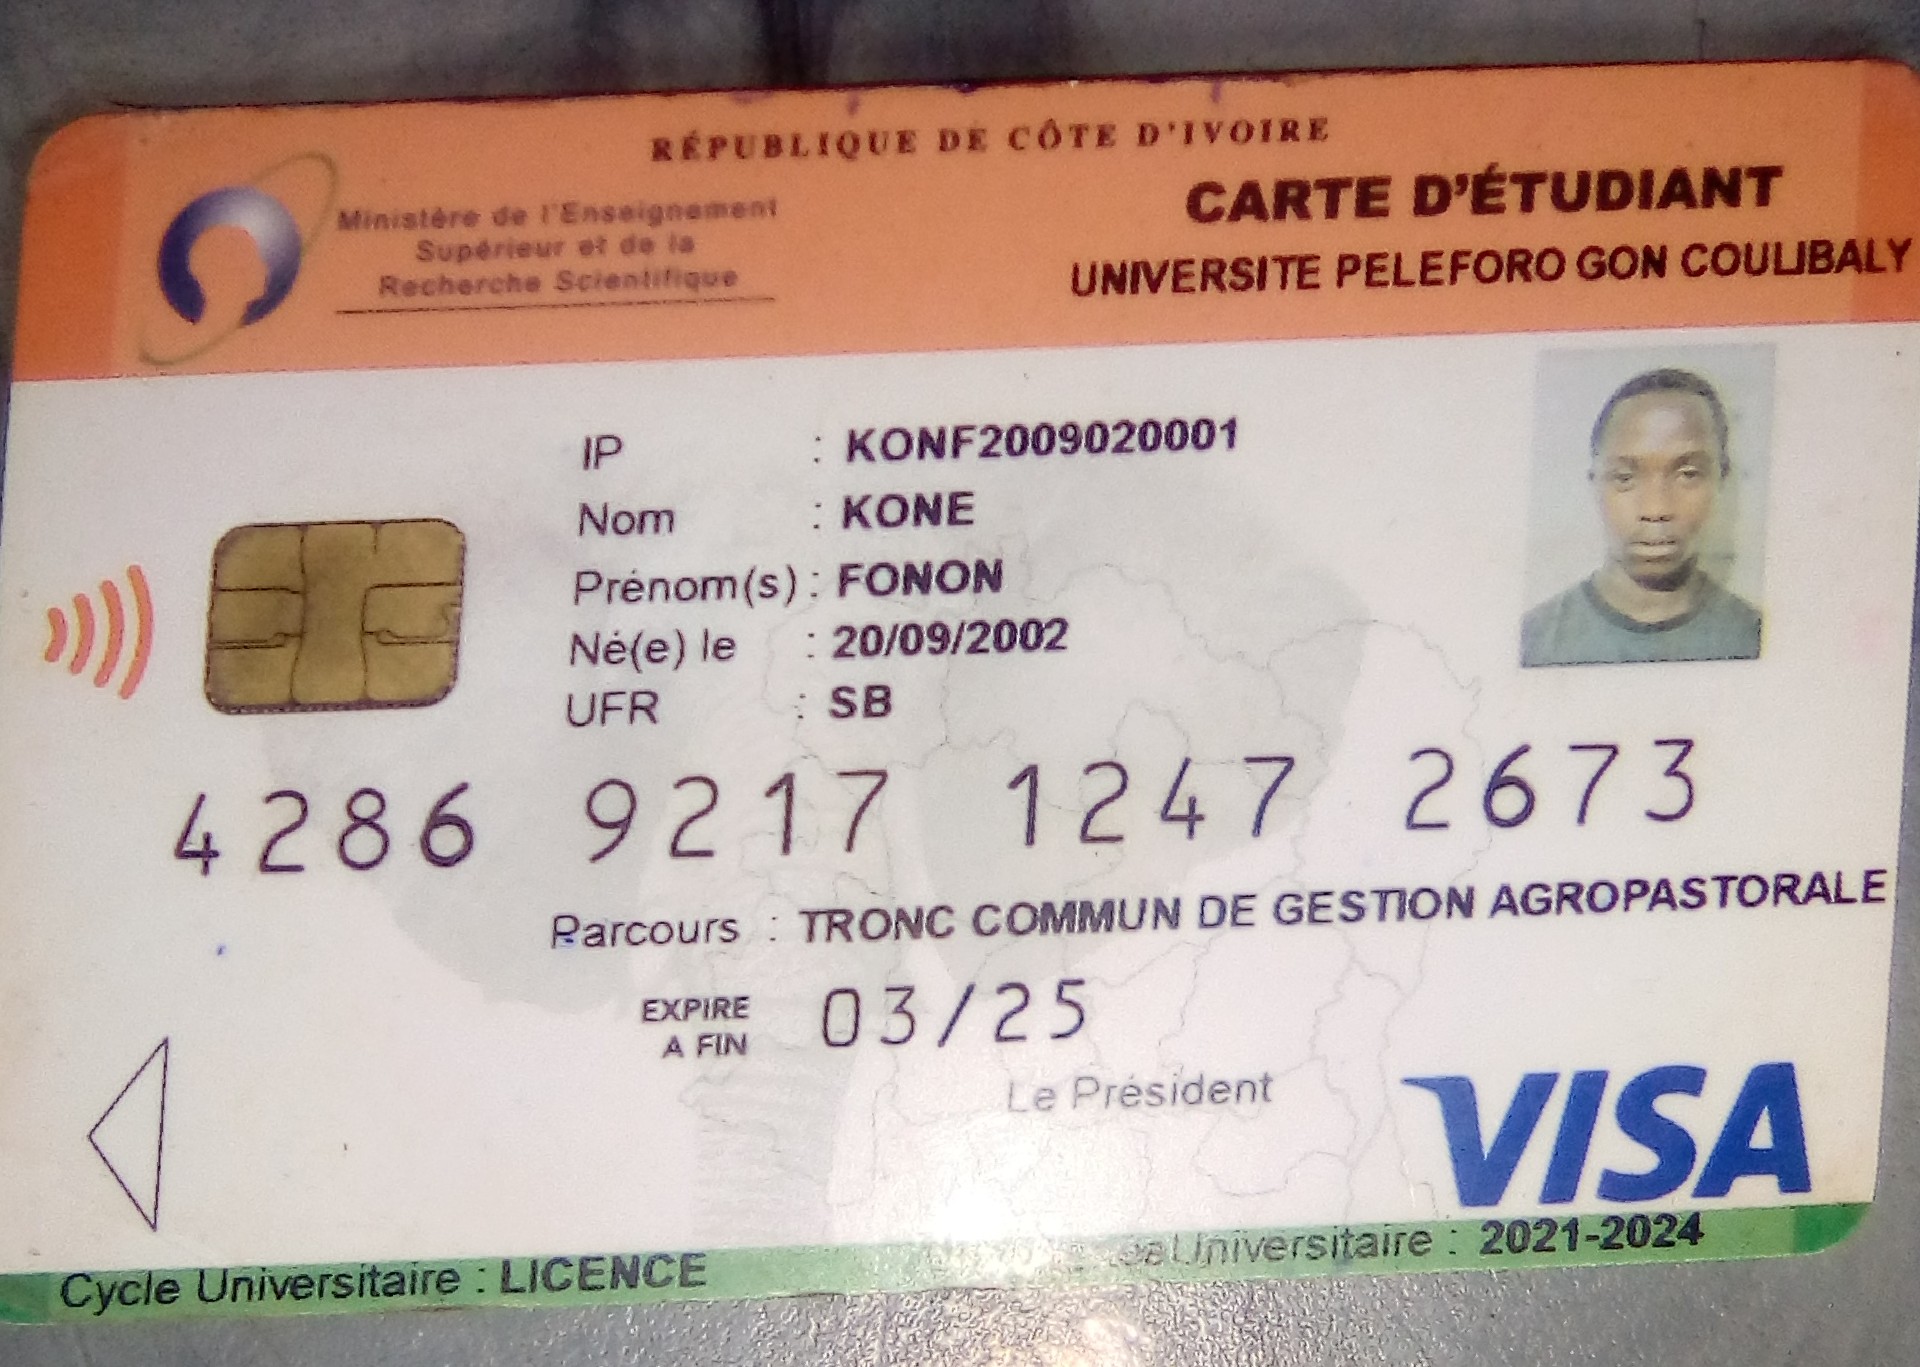 RÉPUBLIQUE DE CÔTE D'IVOIRE
Ministère de l'Enseignement
Supérieur et de la
Recherche Scientifique
CARTE D'ÉTUDIANT
UNIVERSITE PELEFORO GON COULIBALY
IP : KONF2009020001
Nom : KONE
Prénom(s) : FONON
Né(e) le : 20/09/2002
UFR : SB
4286 9217 1247 2673
Parcours : TRONC COMMUN DE GESTION AGROPASTORALE
EXPIRE
A FIN 03/25
Le Président
VISA
Cycle Universitaire : LICENCE
Universitaire : 2021-2024